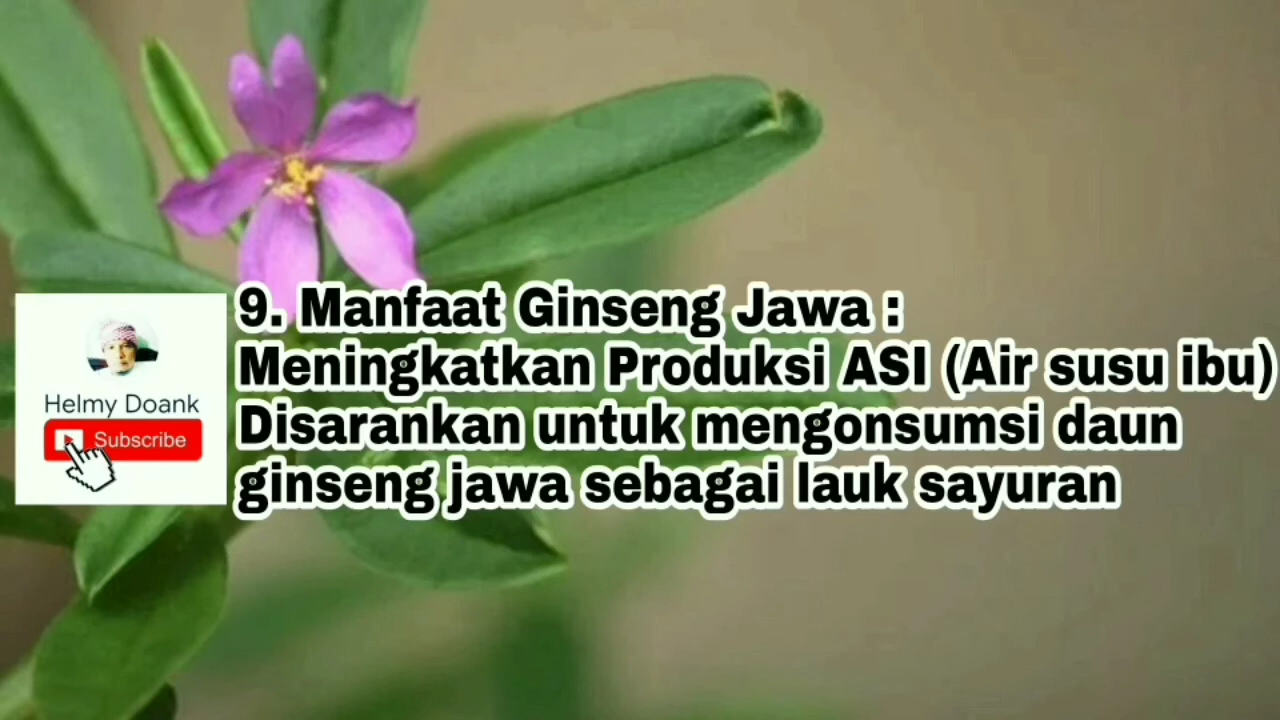 9. Manfaat Ginseng Jawa :
Meningkatkan Produksi ASI (Air susu ibu)
Disarankan untuk mengonsumsi daun
ginseng jawa sebagai lauk sayuran
Helmy Doank
Subscribe